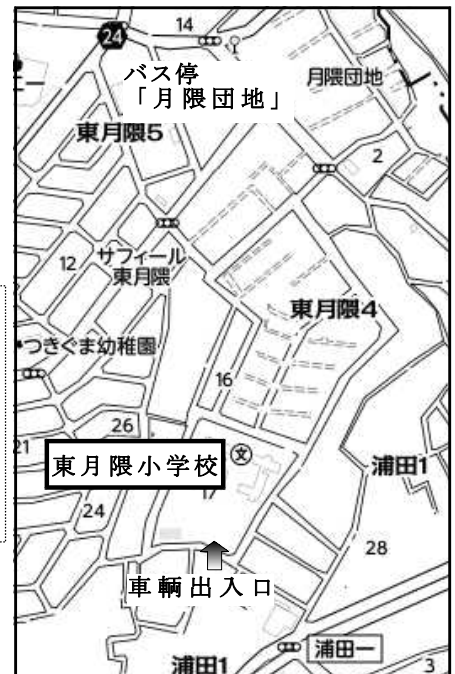 24
14
バス停
「月隈団地」
月隈団地
東月隈5
2
サフィール
東月隈
12
東月隈4
つきぐま幼稚園
16
26
21
文
東月隈小学校
浦田1
17
24
28
車輌出入口
浦田一
浦田1
3